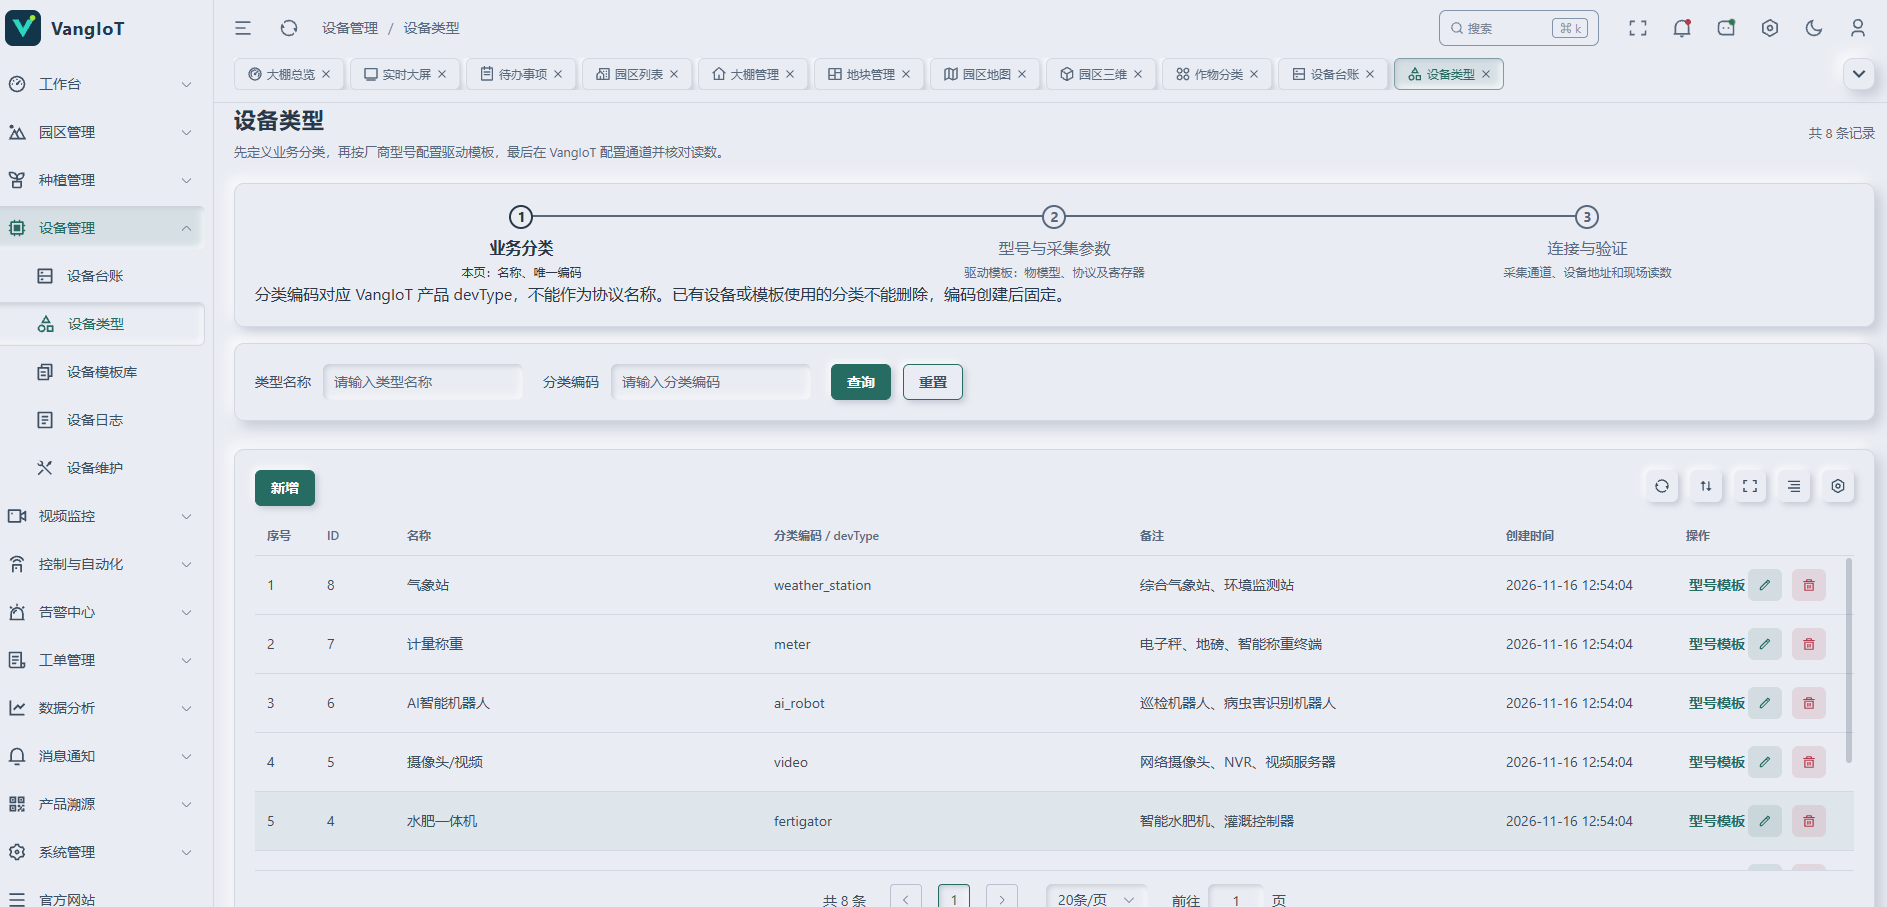 VangIoT
设备管理 / 设备类型
搜索 ⌘ k
大棚总览 ×
实时大屏 ×
待办事项 ×
园区列表 ×
大棚管理 ×
地块管理 ×
园区地图 ×
园区三维 ×
作物分类 ×
设备台账 ×
设备类型 ×
工作台
园区管理
种植管理
设备管理
设备台账
设备类型
设备模板库
设备日志
设备维护
视频监控
控制与自动化
告警中心
工单管理
数据分析
消息通知
产品溯源
系统管理
官方网站
设备类型
共 8 条记录
先定义业务分类，再按厂商型号配置驱动模板，最后在 VangIoT 配置通道并核对读数。
1 2 3
业务分类 型号与采集参数 连接与验证
本页：名称、唯一编码 驱动模板：物模型、协议及寄存器 采集通道、设备地址和现场读数
分类编码对应 VangIoT 产品 devType，不能作为协议名称。已有设备或模板使用的分类不能删除，编码创建后固定。
类型名称 请输入类型名称 分类编码 请输入分类编码 查询 重置
新增
序号 ID 名称 分类编码 / devType 备注 创建时间 操作
1 8 气象站 weather_station 综合气象站、环境监测站 2026-11-16 12:54:04 型号模板
2 7 计量称重 meter 电子秤、地磅、智能称重终端 2026-11-16 12:54:04 型号模板
3 6 AI智能机器人 ai_robot 巡检机器人、病虫害识别机器人 2026-11-16 12:54:04 型号模板
4 5 摄像头/视频 video 网络摄像头、NVR、视频服务器 2026-11-16 12:54:04 型号模板
5 4 水肥一体机 fertigator 智能水肥机、灌溉控制器 2026-11-16 12:54:04 型号模板
共 8 条 1 20条/页 前往 1 页